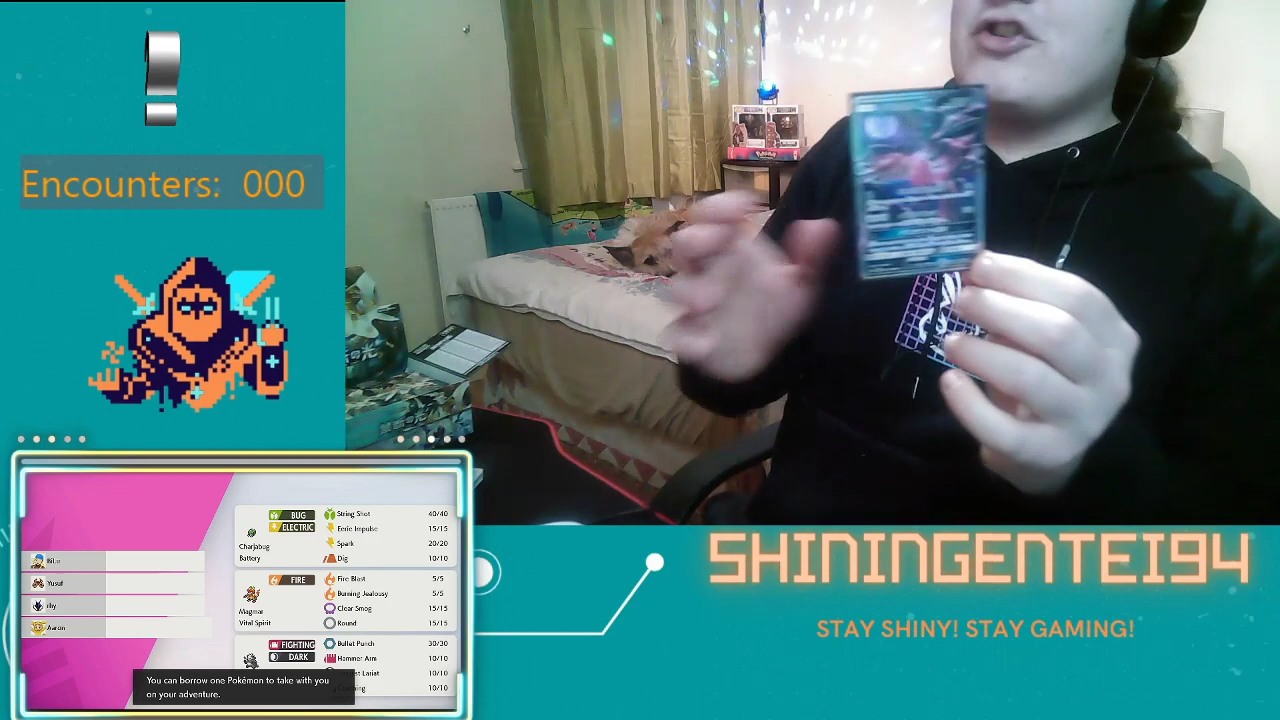 !
Encounters: 000
BUG
ELECTRIC
Charjabug
Battery
String Shot 40/40
Eerie Impulse 15/15
Spark 20/20
Dig 10/10
FIRE
Magmar
Vital Spirit
Fire Blast 5/5
Burning Jealousy 5/5
Clear Smog 15/15
Round 15/15
Yusuf
Aaron
FIGHTING
DARK
Bullet Punch 30/30
Hammer Arm 10/10
Lariat 10/10
10/10
You can borrow one Pokémon to take with you
on your adventure.
SHININGENTEI94
STAY SHINY! STAY GAMING!